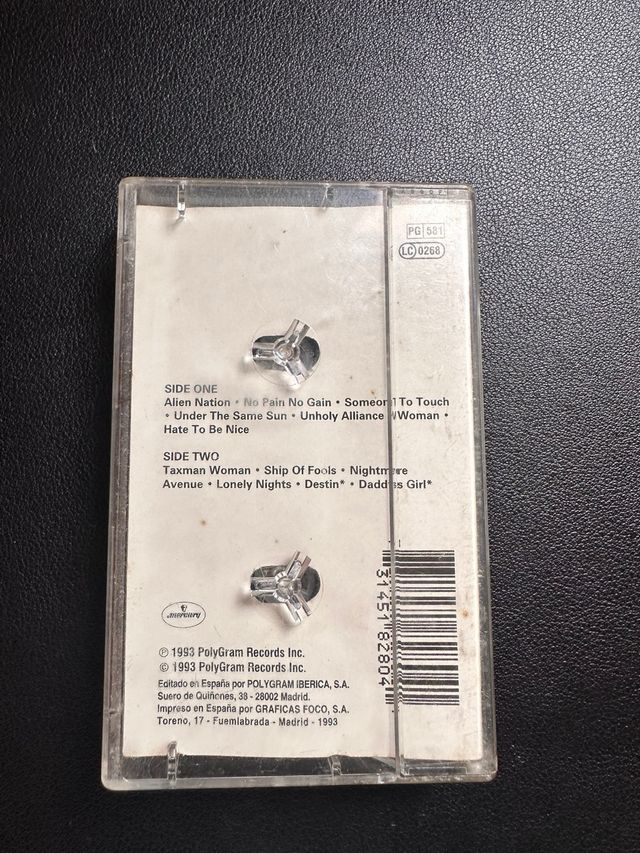 PG 581
LC 0268
SIDE ONE
Alien Nation • No Pain No Gain • Someone To Touch
• Under The Same Sun • Unholy Alliance • Woman •
Hate To Be Nice
SIDE TWO
Taxman Woman • Ship Of Fools • Nightmare
Avenue • Lonely Nights • Destin* • Daddys Girl*
31451 82804
mercury
℗ 1993 PolyGram Records Inc.
© 1993 PolyGram Records Inc.
Editado en España por POLYGRAM IBERICA, S.A.
Suero de Quiñones, 38 - 28002 Madrid.
Impreso en España por GRAFICAS FOCO, S.A.
Toreno, 17 - Fuemlabrada - Madrid - 1993